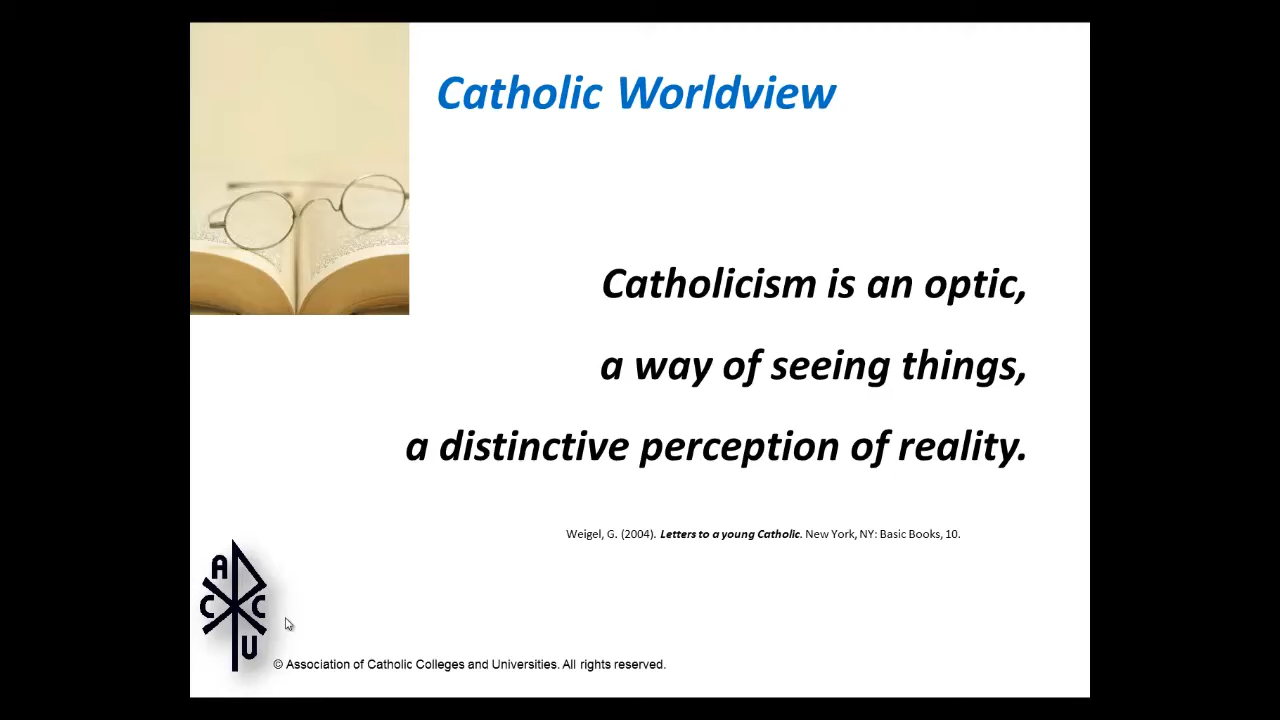 Catholic Worldview
Catholicism is an optic,
a way of seeing things,
a distinctive perception of reality.
Weigel, G. (2004). Letters to a young Catholic. New York, NY: Basic Books, 10.
A
C C
U
© Association of Catholic Colleges and Universities. All rights reserved.